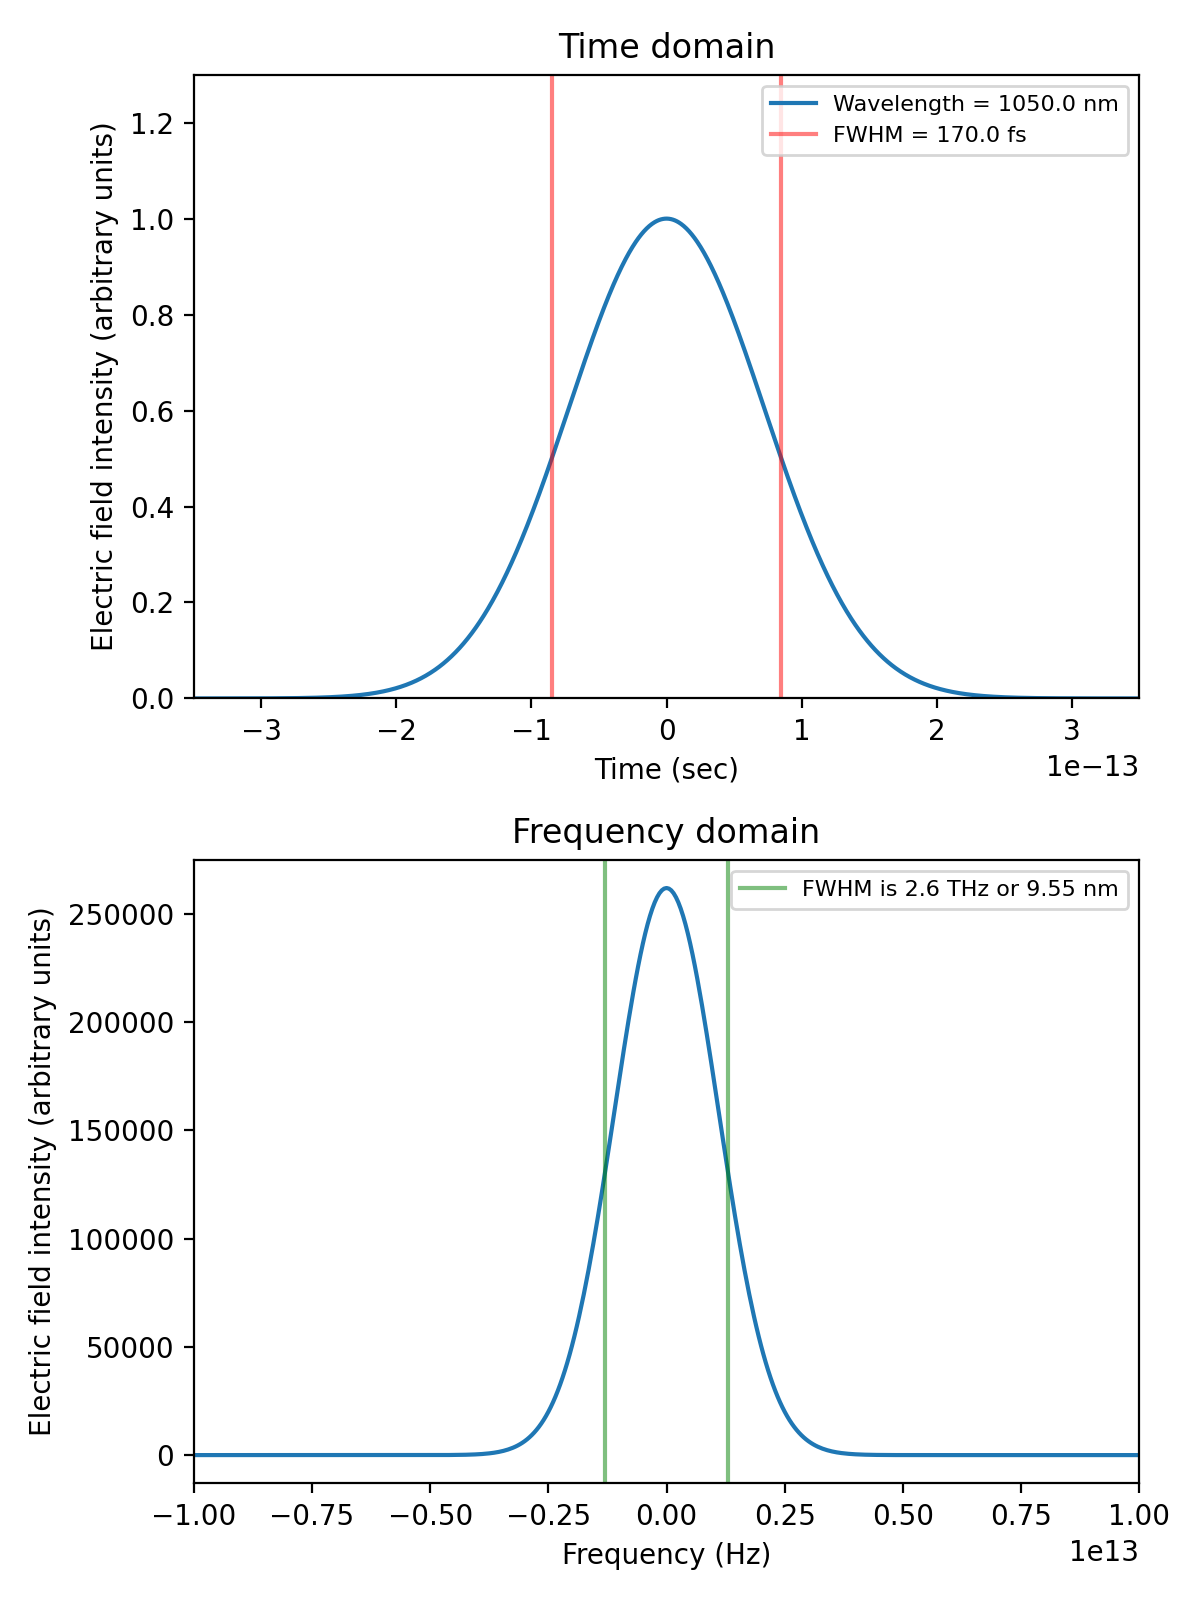 Time domain
Electric field intensity (arbitrary units)
1.2
1.0
0.8
0.6
0.4
0.2
0.0
Wavelength = 1050.0 nm
FWHM = 170.0 fs
−3 −2 −1 0 1 2 3
1e−13
Time (sec)
Frequency domain
Electric field intensity (arbitrary units)
250000
200000
150000
100000
50000
0
FWHM is 2.6 THz or 9.55 nm
−1.00 −0.75 −0.50 −0.25 0.00 0.25 0.50 0.75 1.00
1e13
Frequency (Hz)